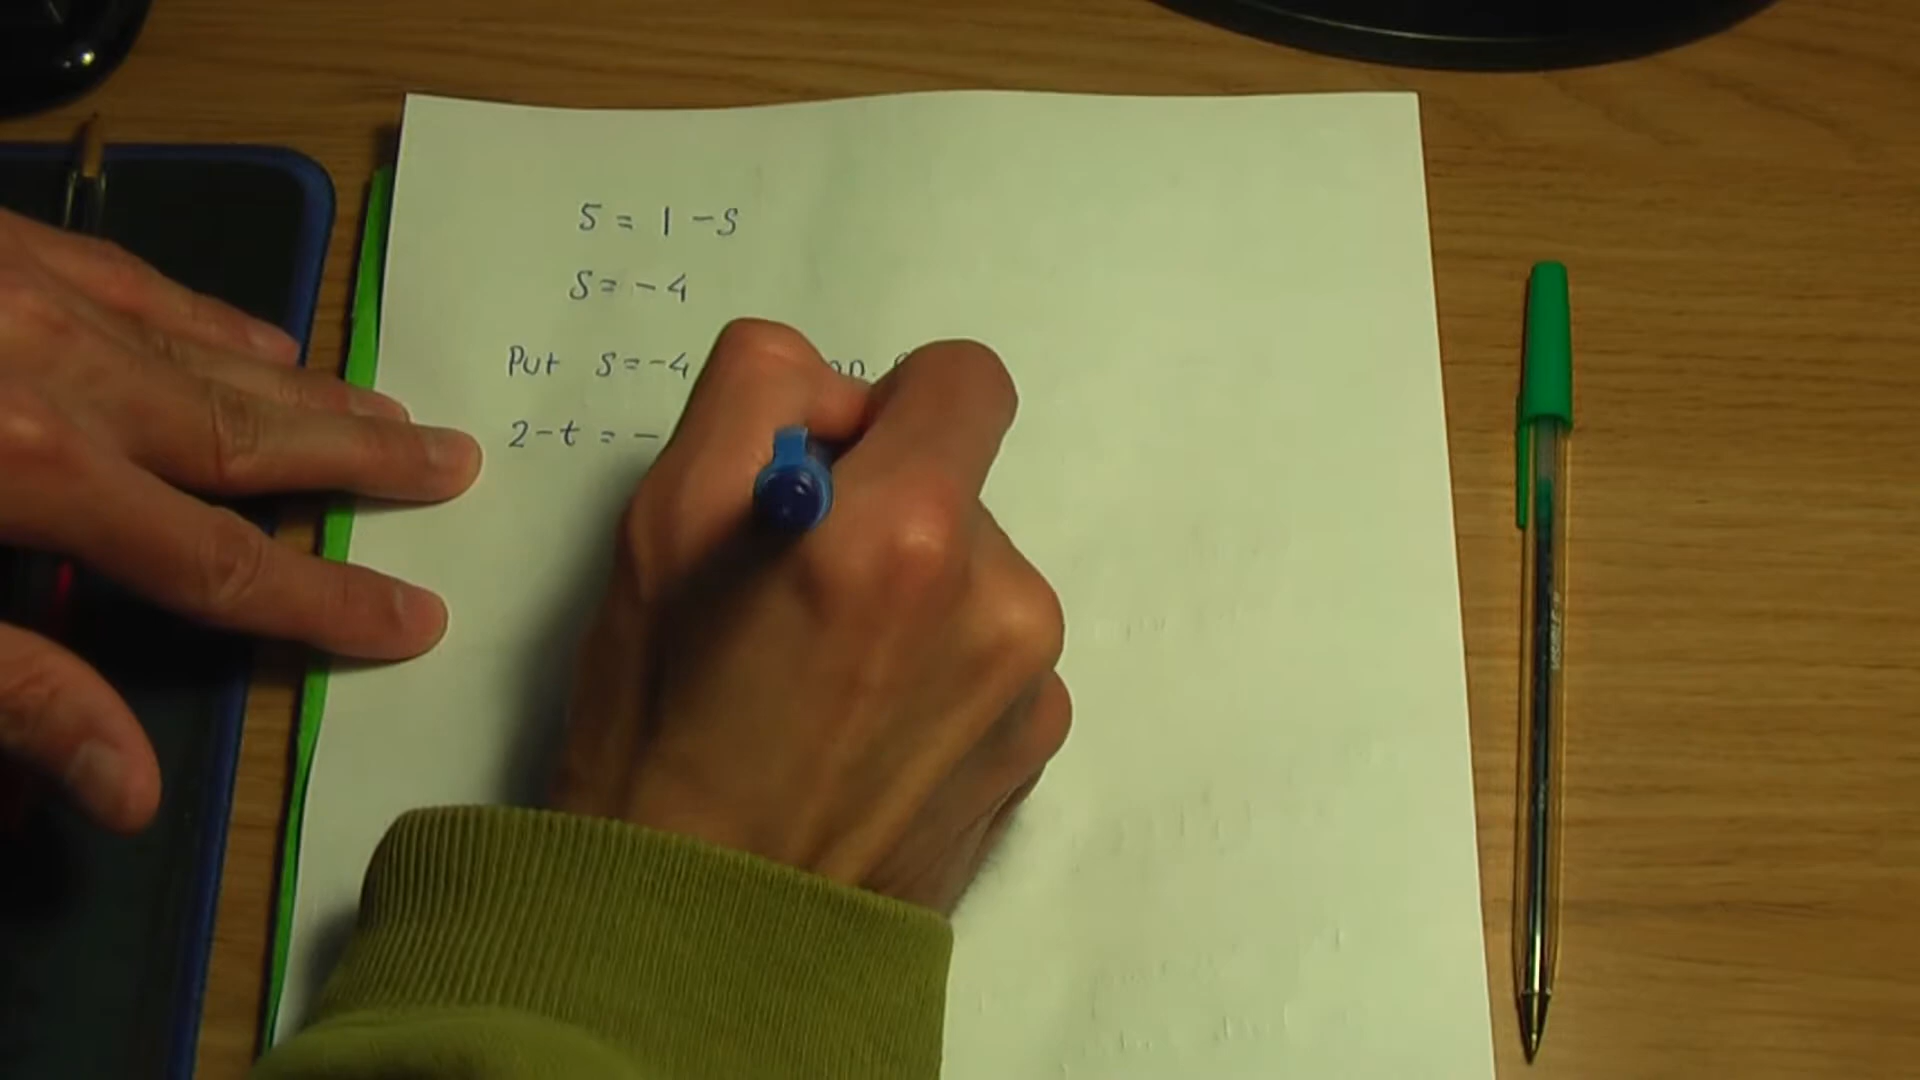 5 = 1 - S
S = - 4
Put S = -4
2 - t = -